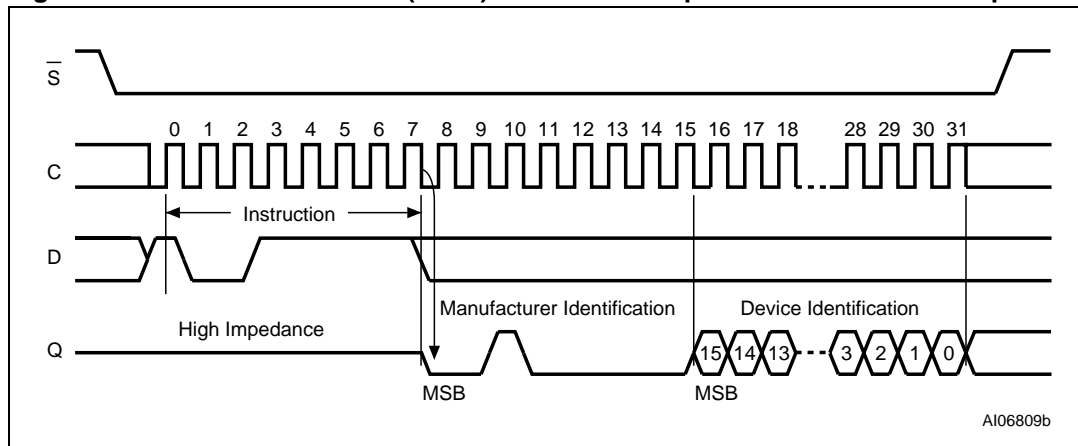 S
0 1 2 3 4 5 6 7 8 9 10 11 12 13 14 15 16 17 18 28 29 30 31
C
Instruction
D
Manufacturer Identification Device Identification
High Impedance
Q
15 14 13 3 2 1 0
MSB MSB
AI06809b